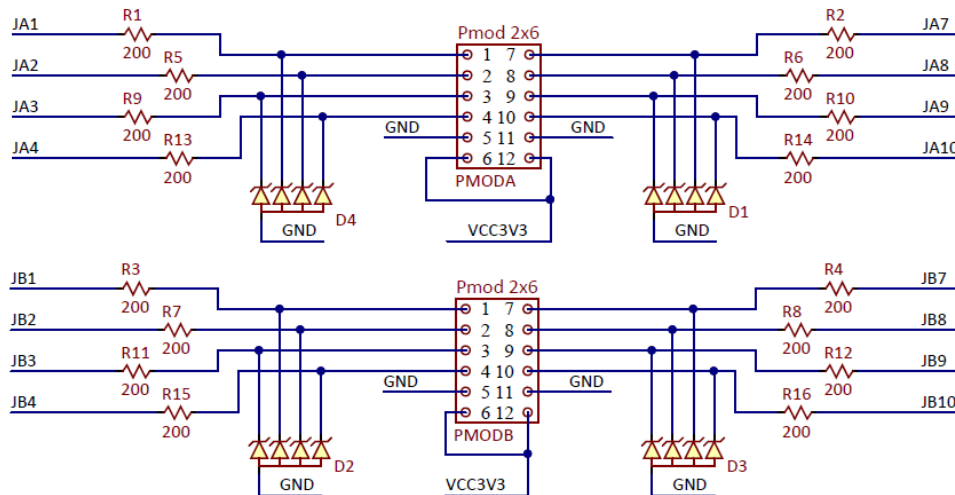 JA1 R1 Pmod 2x6 R2 JA7
200 1 7 200
JA2 R5 2 8 R6 JA8
200 3 9 200
JA3 R9 4 10 R10 JA9
200 GND 5 11 GND 200
JA4 R13 6 12 R14 JA10
200 PMODA 200
D4 D1
GND VCC3V3 GND
JB1 R3 Pmod 2x6 R4 JB7
200 1 7 200
JB2 R7 2 8 R8 JB8
200 3 9 200
JB3 R11 4 10 R12 JB9
200 GND 5 11 GND 200
JB4 R15 6 12 R16 JB10
200 PMODB 200
D2 D3
GND VCC3V3 GND